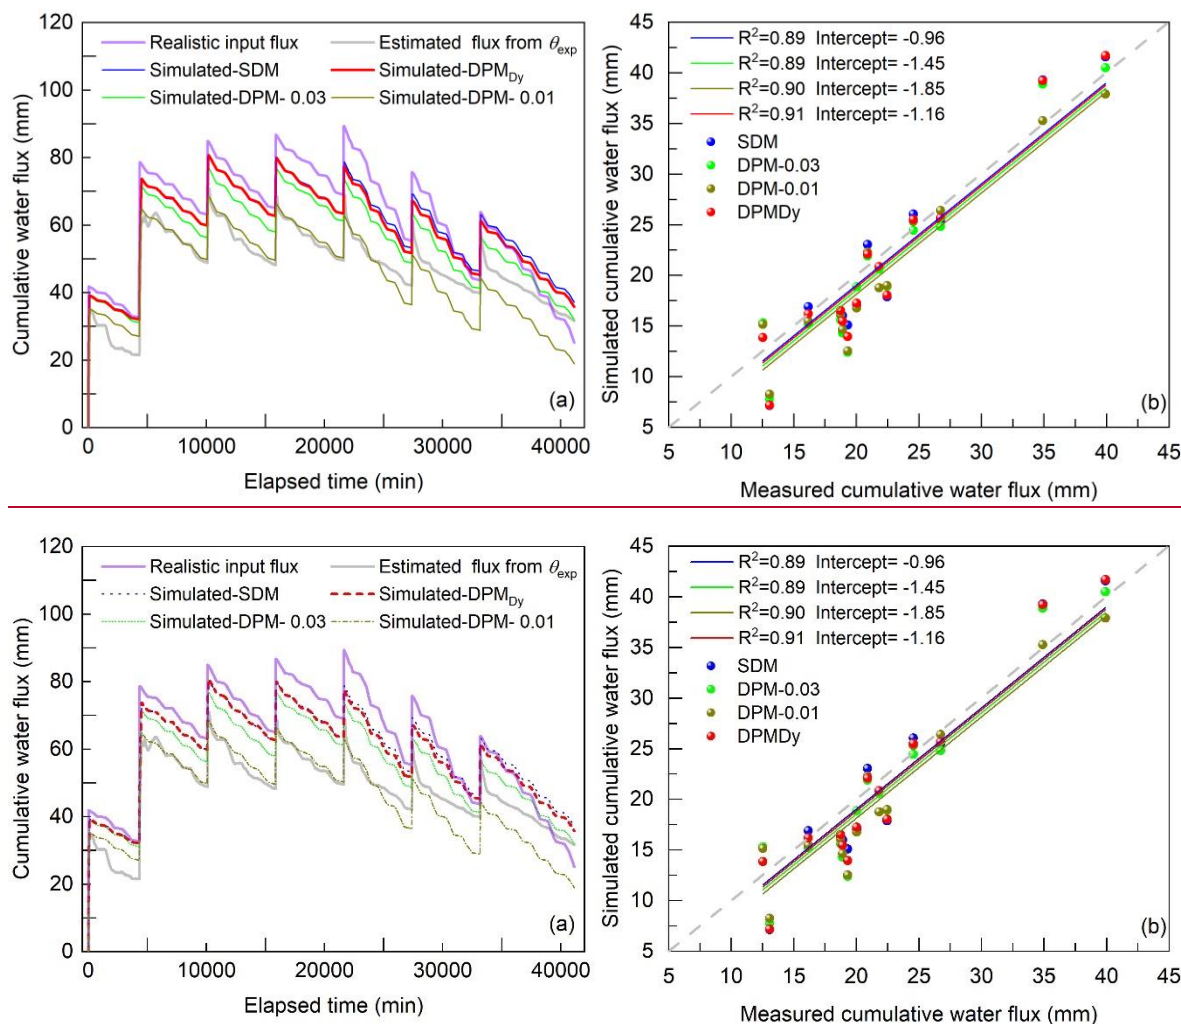 120
100
80
60
40
20
0
Cumulative water flux (mm)
Realistic input flux
Estimated flux from θexp
Simulated-SDM
Simulated-DPMDy
Simulated-DPM- 0.03
Simulated-DPM- 0.01
(a)
0 10000 20000 30000 40000
Elapsed time (min)
45
40
35
30
25
20
15
10
5
Simulated cumulative water flux (mm)
R²=0.89 Intercept= -0.96
R²=0.89 Intercept= -1.45
R²=0.90 Intercept= -1.85
R²=0.91 Intercept= -1.16
SDM
DPM-0.03
DPM-0.01
DPMDy
(b)
5 10 15 20 25 30 35 40 45
Measured cumulative water flux (mm)
120
100
80
60
40
20
0
Cumulative water flux (mm)
Realistic input flux
Estimated flux from θexp
Simulated-SDM
Simulated-DPMDy
Simulated-DPM- 0.03
Simulated-DPM- 0.01
(a)
0 10000 20000 30000 40000
Elapsed time (min)
45
40
35
30
25
20
15
10
5
Simulated cumulative water flux (mm)
R²=0.89 Intercept= -0.96
R²=0.89 Intercept= -1.45
R²=0.90 Intercept= -1.85
R²=0.91 Intercept= -1.16
SDM
DPM-0.03
DPM-0.01
DPMDy
(b)
5 10 15 20 25 30 35 40 45
Measured cumulative water flux (mm)